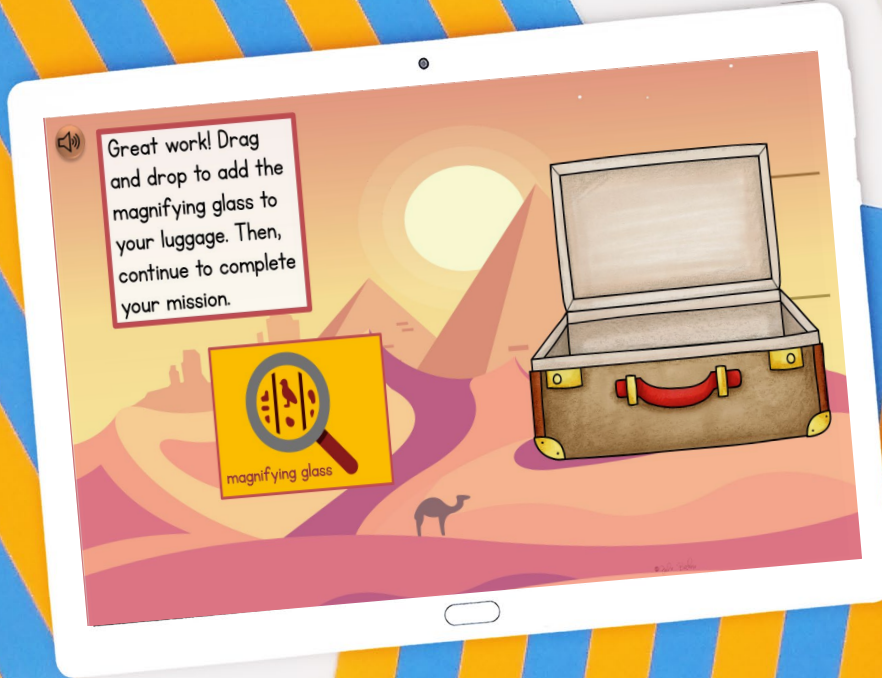 Great work! Drag
and drop to add the
magnifying glass to
your luggage. Then,
continue to complete
your mission.
magnifying glass